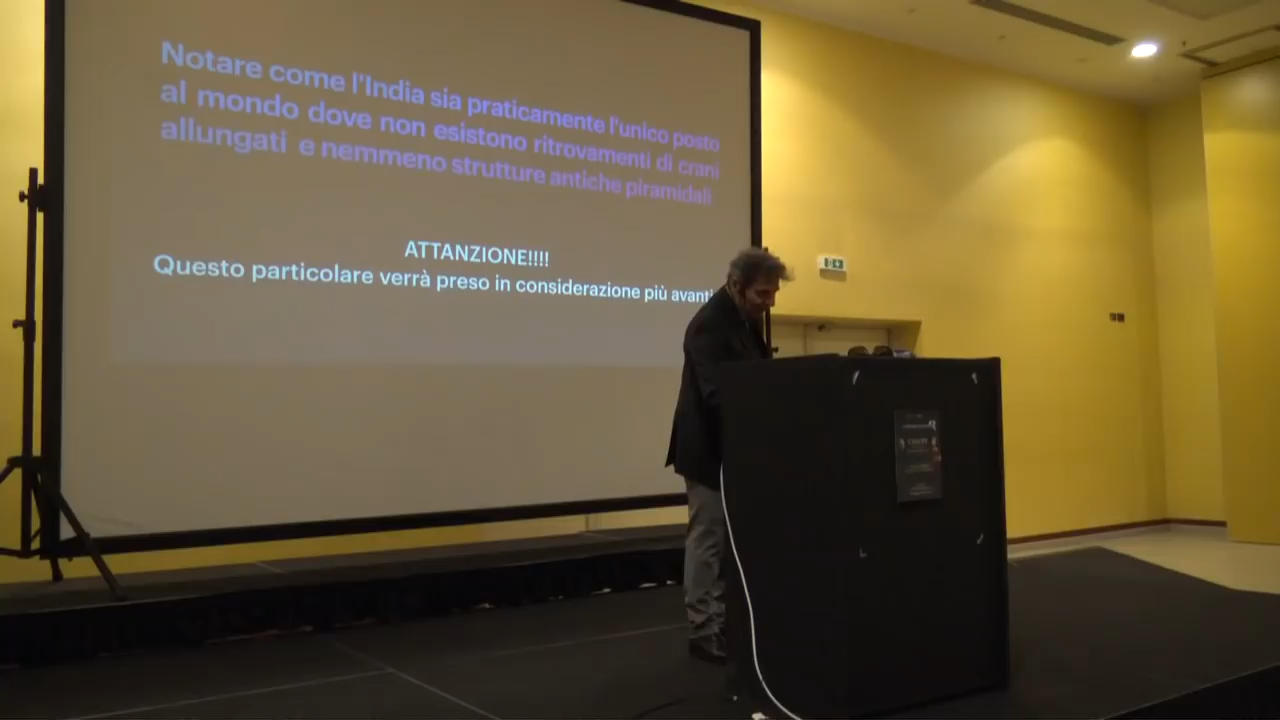 Notare come l'India sia praticamente l'unico posto
al mondo dove non esistono ritrovamenti di crani
allungati e nemmeno strutture antiche piramidali
ATTANZIONE!!!!
Questo particolare verrà preso in considerazione più avanti